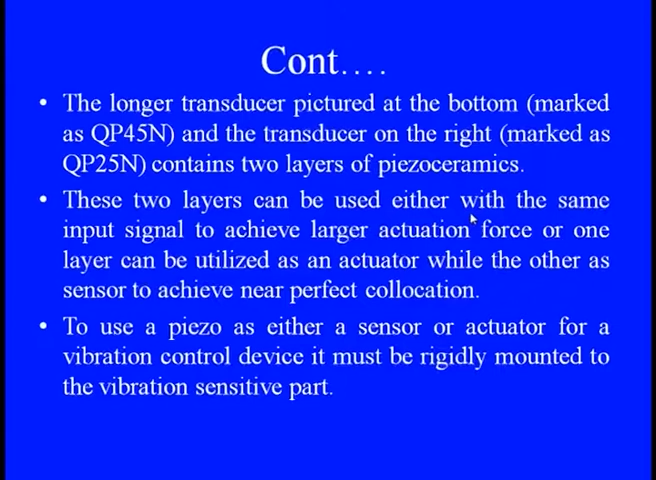 Cont....
• The longer transducer pictured at the bottom (marked
as QP45N) and the transducer on the right (marked as
QP25N) contains two layers of piezoceramics.
• These two layers can be used either with the same
input signal to achieve larger actuation force or one
layer can be utilized as an actuator while the other as
sensor to achieve near perfect collocation.
• To use a piezo as either a sensor or actuator for a
vibration control device it must be rigidly mounted to
the vibration sensitive part.